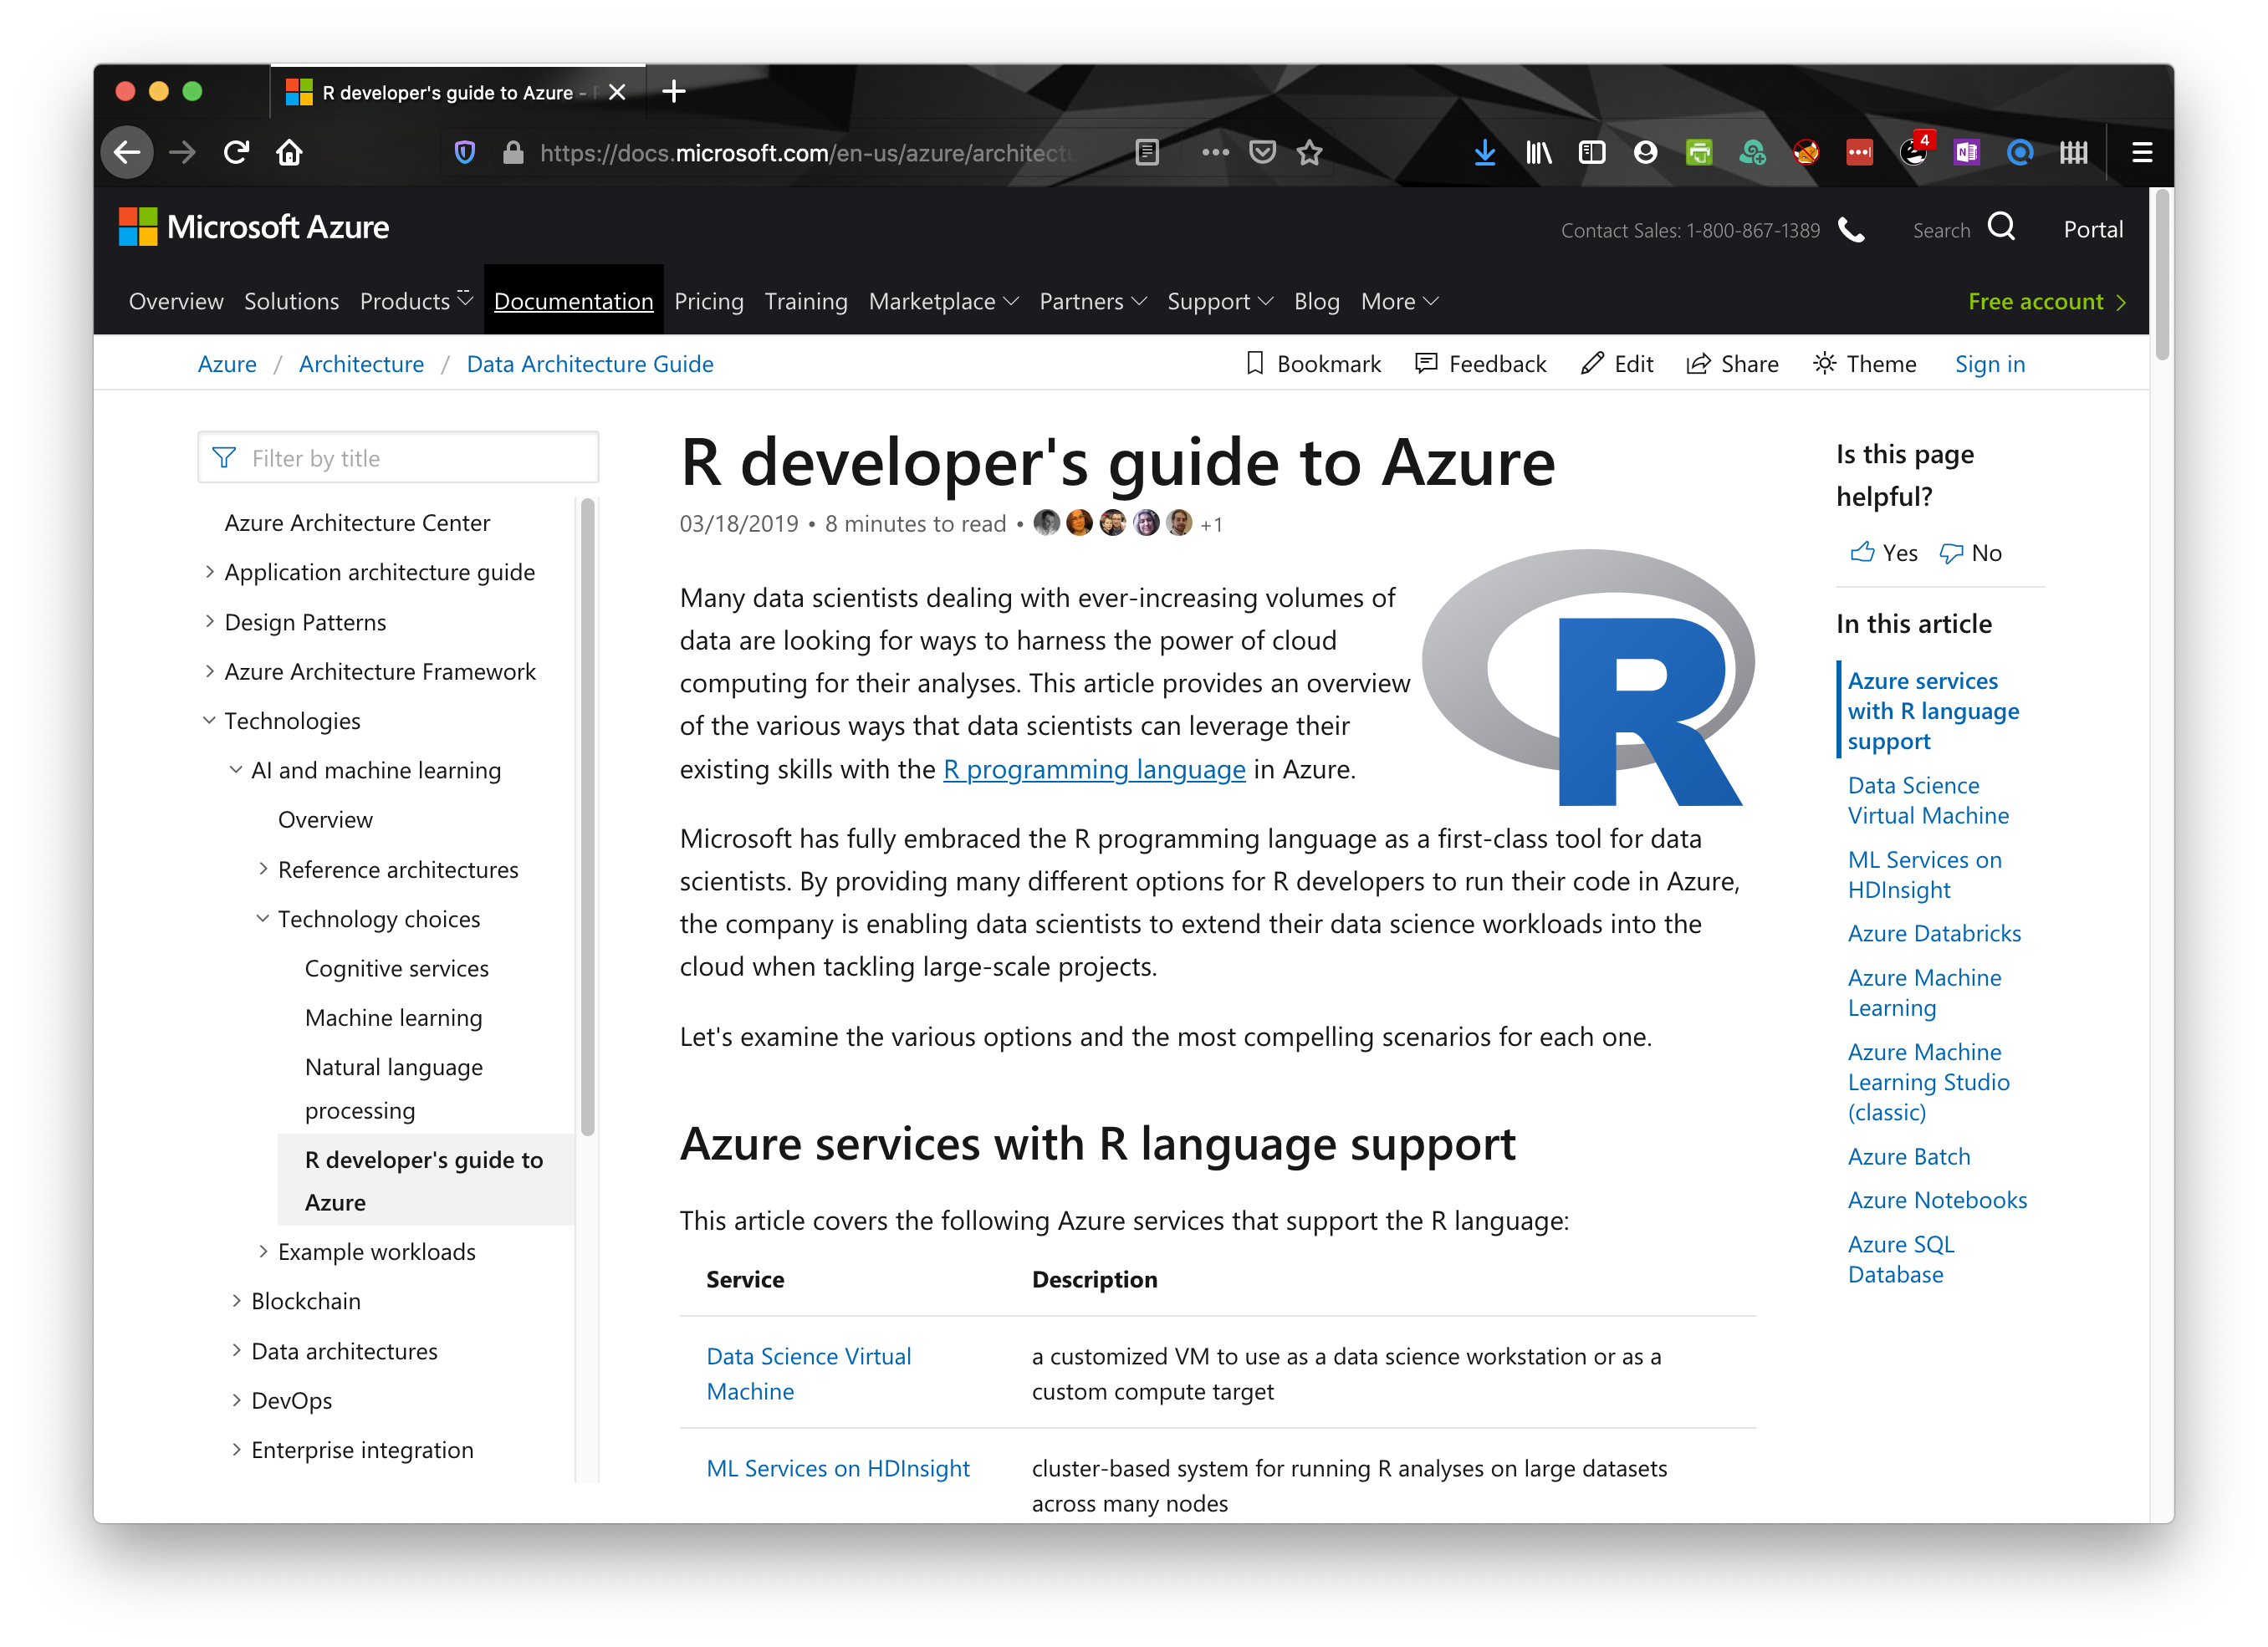 R developer's guide to Azure -
https://docs.microsoft.com/en-us/azure/architect
4
Microsoft Azure
Contact Sales: 1-800-867-1389
Search
Portal
Overview Solutions Products Documentation Pricing Training Marketplace Partners Support Blog More
Free account
Azure / Architecture / Data Architecture Guide
Bookmark Feedback Edit Share Theme Sign in
Filter by title
Azure Architecture Center
Application architecture guide
Design Patterns
Azure Architecture Framework
Technologies
AI and machine learning
Overview
Reference architectures
Technology choices
Cognitive services
Machine learning
Natural language
processing
R developer's guide to
Azure
Example workloads
Blockchain
Data architectures
DevOps
Enterprise integration
R developer's guide to Azure
03/18/2019 • 8 minutes to read • +1
Many data scientists dealing with ever-increasing volumes of
data are looking for ways to harness the power of cloud
computing for their analyses. This article provides an overview
of the various ways that data scientists can leverage their
existing skills with the R programming language in Azure.
R
Microsoft has fully embraced the R programming language as a first-class tool for data
scientists. By providing many different options for R developers to run their code in Azure,
the company is enabling data scientists to extend their data science workloads into the
cloud when tackling large-scale projects.
Let's examine the various options and the most compelling scenarios for each one.
Azure services with R language support
This article covers the following Azure services that support the R language:
Service Description
Data Science Virtual
Machine
a customized VM to use as a data science workstation or as a
custom compute target
ML Services on HDInsight
cluster-based system for running R analyses on large datasets
across many nodes
Is this page
helpful?
Yes No
In this article
Azure services
with R language
support
Data Science
Virtual Machine
ML Services on
HDInsight
Azure Databricks
Azure Machine
Learning
Azure Machine
Learning Studio
(classic)
Azure Batch
Azure Notebooks
Azure SQL
Database